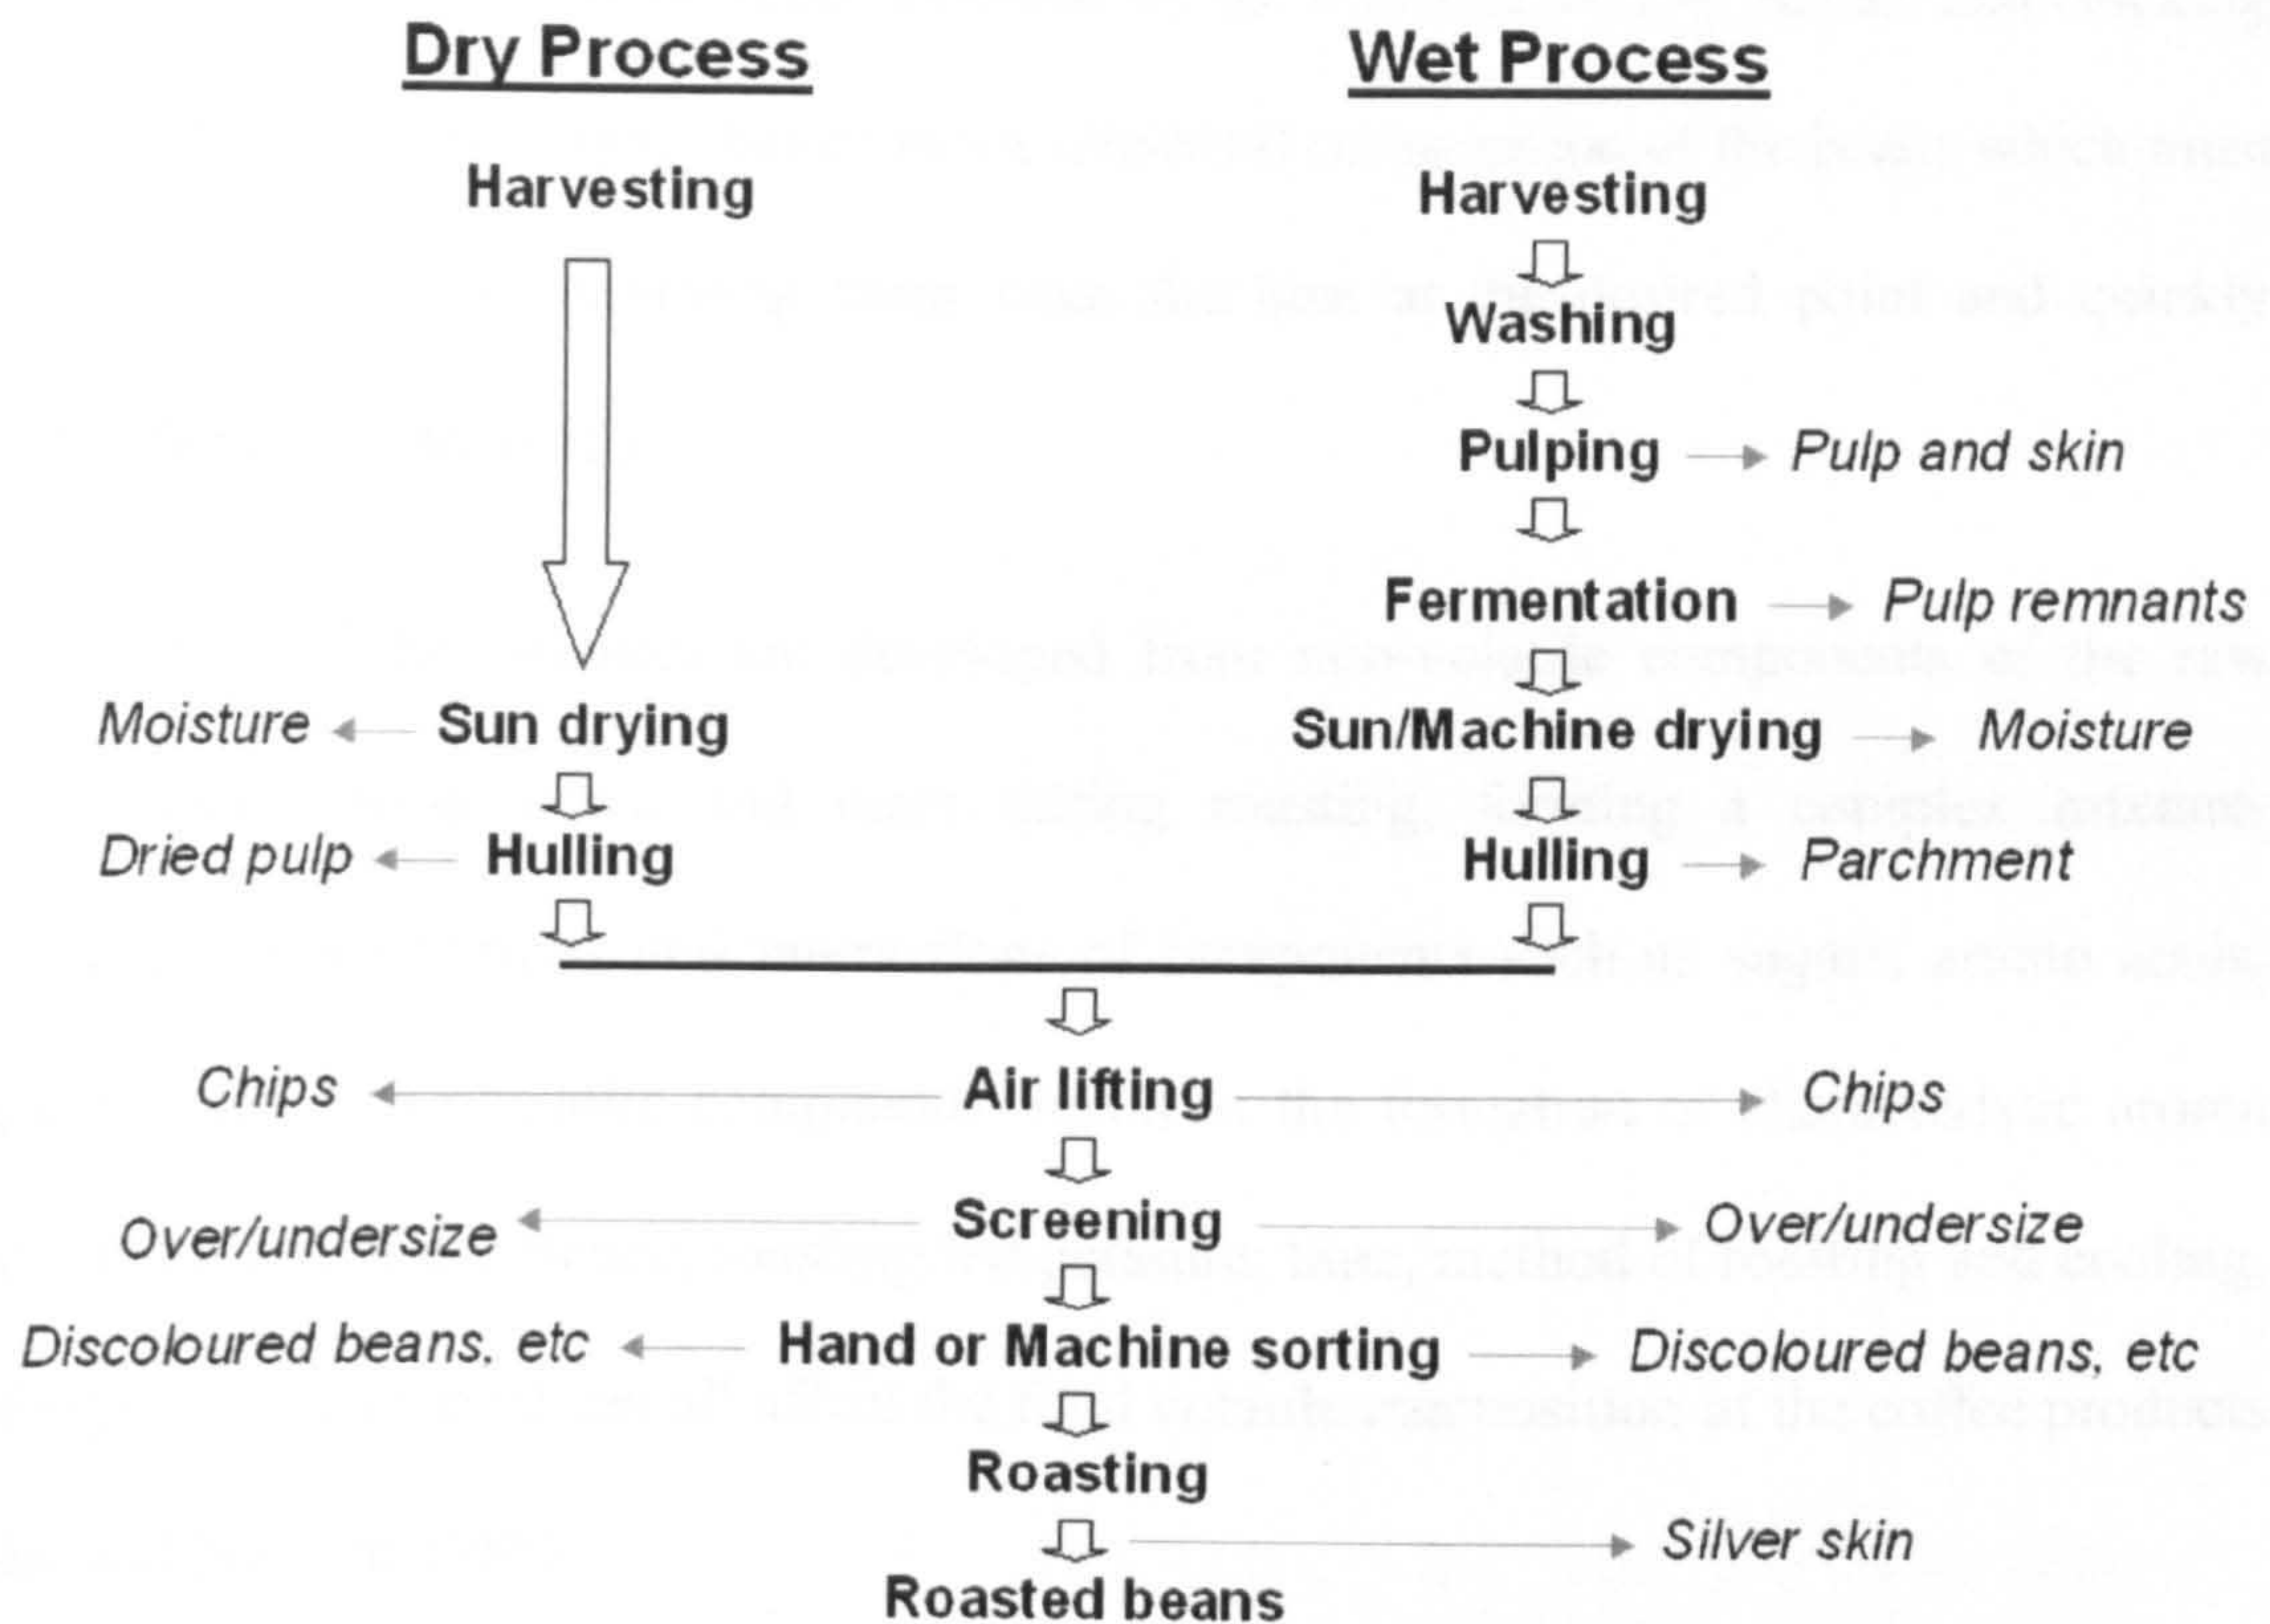 Dry Process Wet Process
Harvesting Harvesting
Washing
Pulping Pulp and skin
Fermentation Pulp remnants
Moisture Sun drying Sun/Machine drying Moisture
Dried pulp Hulling Hulling Parchment
Chips Air lifting Chips
Over/undersize Screening Over/undersize
Discoloured beans. etc Hand or Machine sorting Discoloured beans, etc
Roasting
Silver skin
Roasted beans